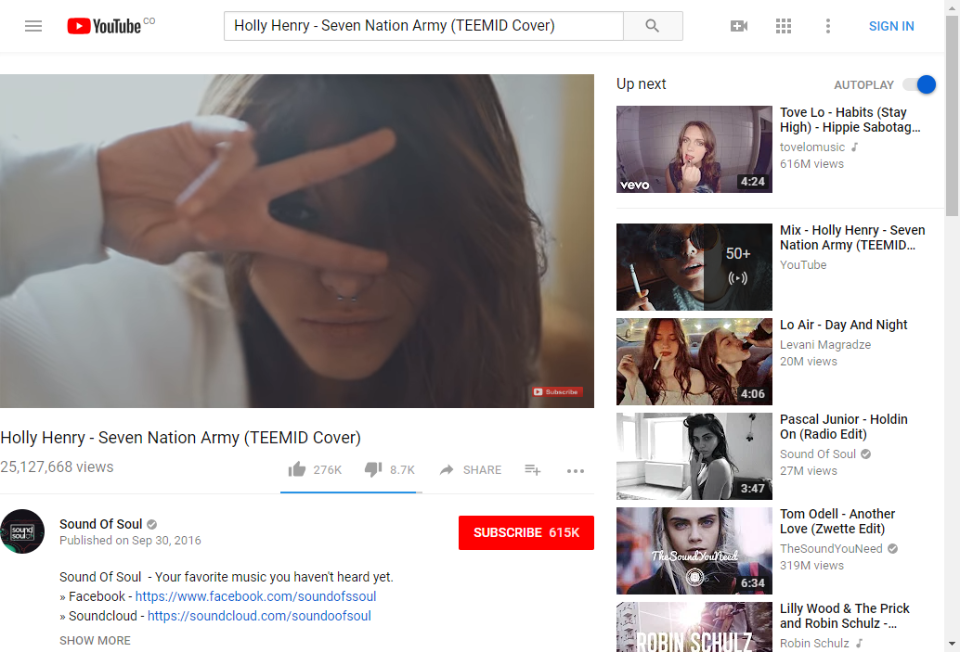 YouTube CO
Holly Henry - Seven Nation Army (TEEMID Cover)
SIGN IN
Subscribe
Holly Henry - Seven Nation Army (TEEMID Cover)
25,127,668 views
276K
8.7K
SHARE
sound
soul
Sound Of Soul
Published on Sep 30, 2016
SUBSCRIBE 615K
Sound Of Soul - Your favorite music you haven't heard yet.
» Facebook - https://www.facebook.com/soundofssoul
» Soundcloud - https://soundcloud.com/soundoofsoul
SHOW MORE
Up next
AUTOPLAY
vevo
4:24
Tove Lo - Habits (Stay
High) - Hippie Sabotag...
tovelomusic
616M views
50+
Mix - Holly Henry - Seven
Nation Army (TEEMID...
YouTube
4:06
Lo Air - Day And Night
Levani Magradze
20M views
3:47
Pascal Junior - Holdin
On (Radio Edit)
Sound Of Soul
27M views
TheSoundYouNeed
6:34
Tom Odell - Another
Love (Zwette Edit)
TheSoundYouNeed
319M views
ROBIN SCHULZ
Lilly Wood & The Prick
and Robin Schulz -...
Robin Schulz